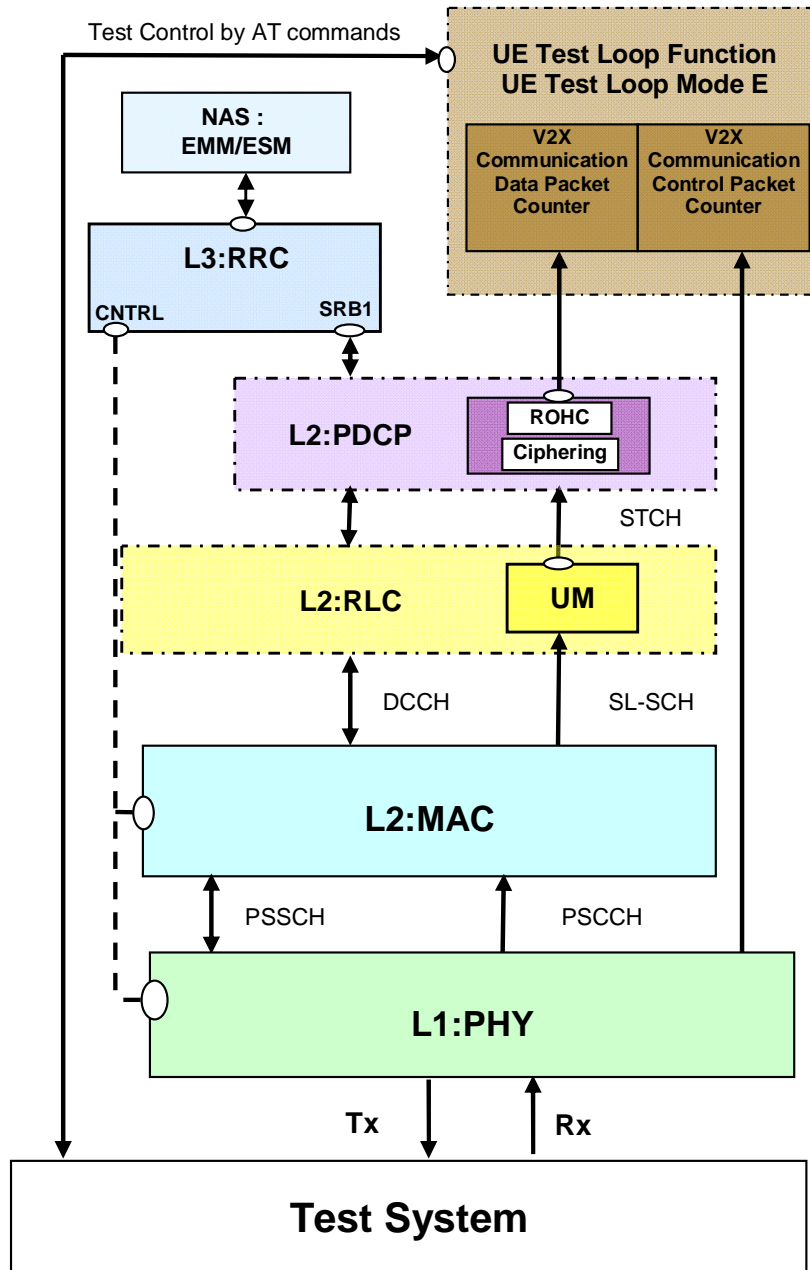 Test Control by AT commands
UE Test Loop Function
UE Test Loop Mode E
V2X
Communication
Data Packet
Counter
V2X
Communication
Control Packet
Counter
NAS :
EMM/ESM
L3:RRC
CNTRL
SRB1
L2:PDCP
ROHC
Ciphering
STCH
L2:RLC
UM
DCCH
SL-SCH
L2:MAC
PSSCH
PSCCH
L1:PHY
Tx
Rx
Test System